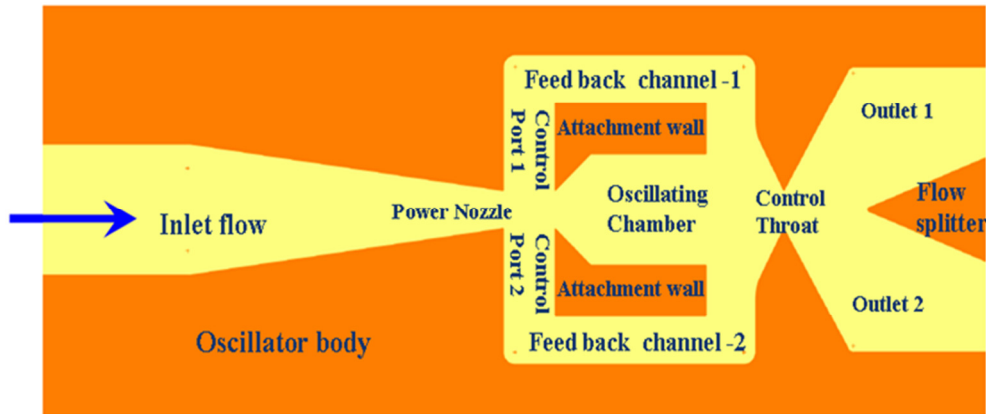 Feed back channel -1
Control
Port 1
Attachment wall
Outlet 1
Inlet flow
Power Nozzle
Oscillating
Chamber
Control
Throat
Flow
splitter
Control
Port 2
Attachment wall
Outlet 2
Oscillator body
Feed back channel -2